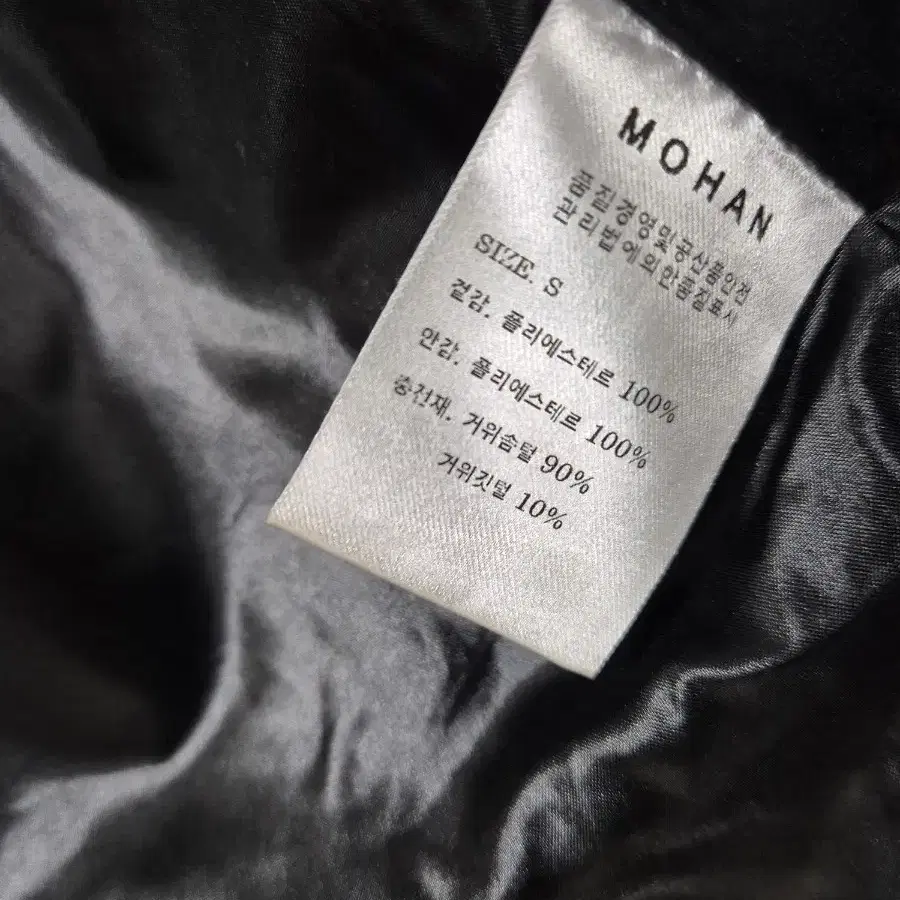 MOHAN
품질경영및공산품안전
관리법에의한품질표시
SIZE. S
겉감. 폴리에스테르 100%
안감. 폴리에스테르 100%
충전재. 거위솜털 90%
거위깃털 10%